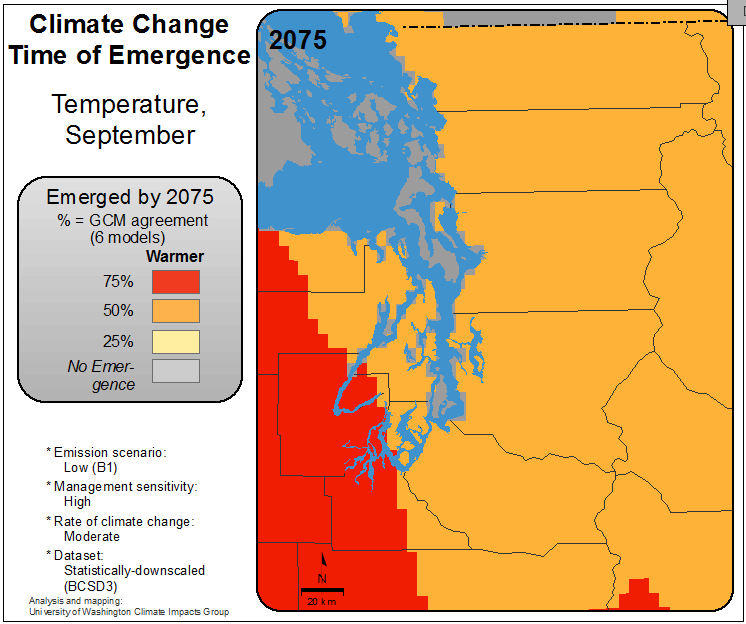 Climate Change
Time of Emergence
Temperature,
September
Emerged by 2075
% = GCM agreement
(6 models)
Warmer
75%
50%
25%
No Emer-
gence
* Emission scenario:
Low (B1)
* Management sensitivity:
High
* Rate of climate change:
Moderate
* Dataset:
Statistically-downscaled
(BCSD3)
Analysis and mapping:
University of Washington Climate Impacts Group
2075
N
20 km